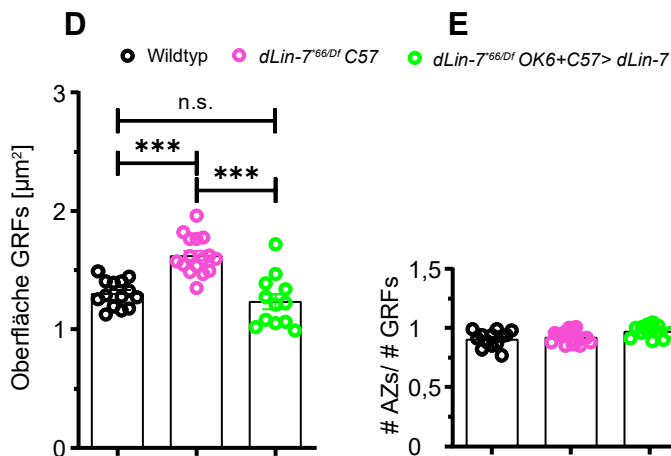 D
E
Wildtyp dLin-7*66/Df C57 dLin-7*66/Df OK6+C57> dLin-7
Oberfläche GRFs [µm²]
3
2
1
0
n.s.
***
***
# AZs/ # GRFs
1,5
1
0,5
0